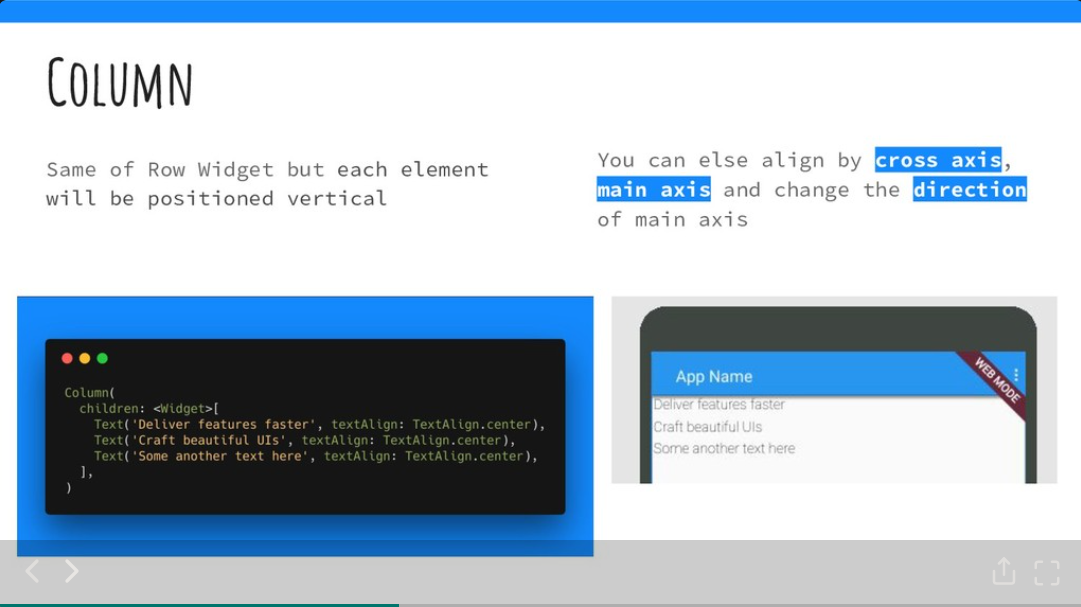 COLUMN
Same of Row Widget but each element
will be positioned vertical
You can else align by cross axis,
main axis and change the direction
of main axis
Column(
children: <Widget>[
Text('Deliver features faster', textAlign: TextAlign.center),
Text('Craft beautiful UIs', textAlign: TextAlign.center),
Text('Some another text here', textAlign: TextAlign.center),
],
)
App Name
WEB MODE
Deliver features faster
Craft beautiful UIs
Some another text here